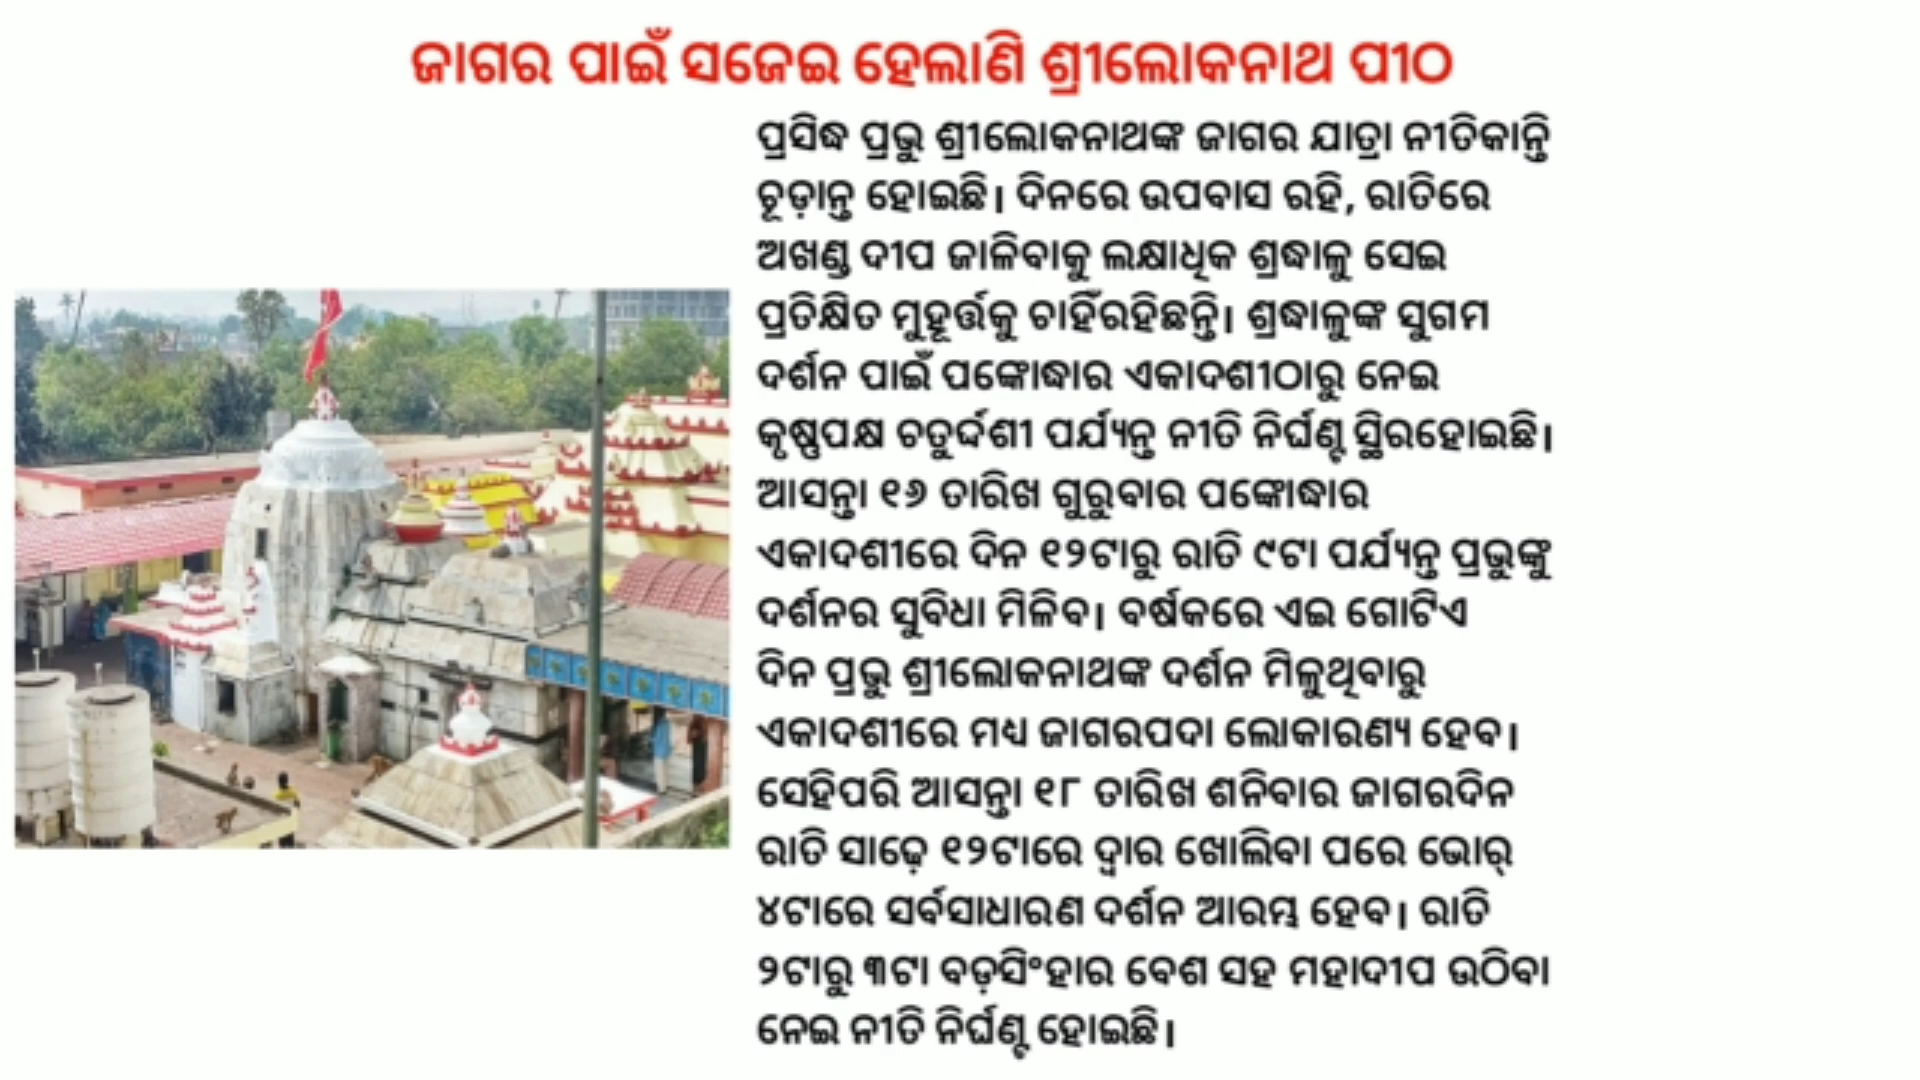 ଜାଗର ପାଇଁ ସଜେଇ ହେଲାଣି ଶ୍ରୀଲୋକନାଥ ପୀଠ
ପ୍ରସିଦ୍ଧ ପ୍ରଭୁ ଶ୍ରୀଲୋକନାଥଙ୍କ ଜାଗର ଯାତ୍ରା ନୀତିକାନ୍ତି
ଚୂଡ଼ାନ୍ତ ହୋଇଛି। ଦିନରେ ଉପବାସ ରହି, ରାତିରେ
ଅଖଣ୍ଡ ଦୀପ ଜାଳିବାକୁ ଲକ୍ଷାଧିକ ଶ୍ରଦ୍ଧାଳୁ ସେଇ
ପ୍ରତିକ୍ଷିତ ମୁହୂର୍ତ୍ତକୁ ଚାହିଁରହିଛନ୍ତି। ଶ୍ରଦ୍ଧାଳୁଙ୍କ ସୁଗମ
ଦର୍ଶନ ପାଇଁ ପଙ୍କୋଦ୍ଧାର ଏକାଦଶୀଠାରୁ ନେଇ
କୃଷ୍ଣପକ୍ଷ ଚତୁର୍ଦ୍ଦଶୀ ପର୍ଯ୍ୟନ୍ତ ନୀତି ନିର୍ଘଣ୍ଟ ସ୍ଥିରହୋଇଛି।
ଆସନ୍ତା ୧୬ ତାରିଖ ଗୁରୁବାର ପଙ୍କୋଦ୍ଧାର
ଏକାଦଶୀରେ ଦିନ ୧୨ଟାରୁ ରାତି ୯ଟା ପର୍ଯ୍ୟନ୍ତ ପ୍ରଭୁଙ୍କୁ
ଦର୍ଶନର ସୁବିଧା ମିଳିବ। ବର୍ଷକରେ ଏଇ ଗୋଟିଏ
ଦିନ ପ୍ରଭୁ ଶ୍ରୀଲୋକନାଥଙ୍କ ଦର୍ଶନ ମିଳୁଥିବାରୁ
ଏକାଦଶୀରେ ମଧ୍ୟ ଜାଗରପଦା ଲୋକାରଣ୍ୟ ହେବ।
ସେହିପରି ଆସନ୍ତା ୧୮ ତାରିଖ ଶନିବାର ଜାଗରଦିନ
ରାତି ସାଢ଼େ ୧୨ଟାରେ ଦ୍ୱାର ଖୋଲିବା ପରେ ଭୋର୍
୪ଟାରେ ସର୍ବସାଧାରଣ ଦର୍ଶନ ଆରମ୍ଭ ହେବ। ରାତି
୨ଟାରୁ ୩ଟା ବଡ଼ସିଂହାର ବେଶ ସହ ମହାଦୀପ ଉଠିବା
ନେଇ ନୀତି ନିର୍ଘଣ୍ଟ ହୋଇଛି।